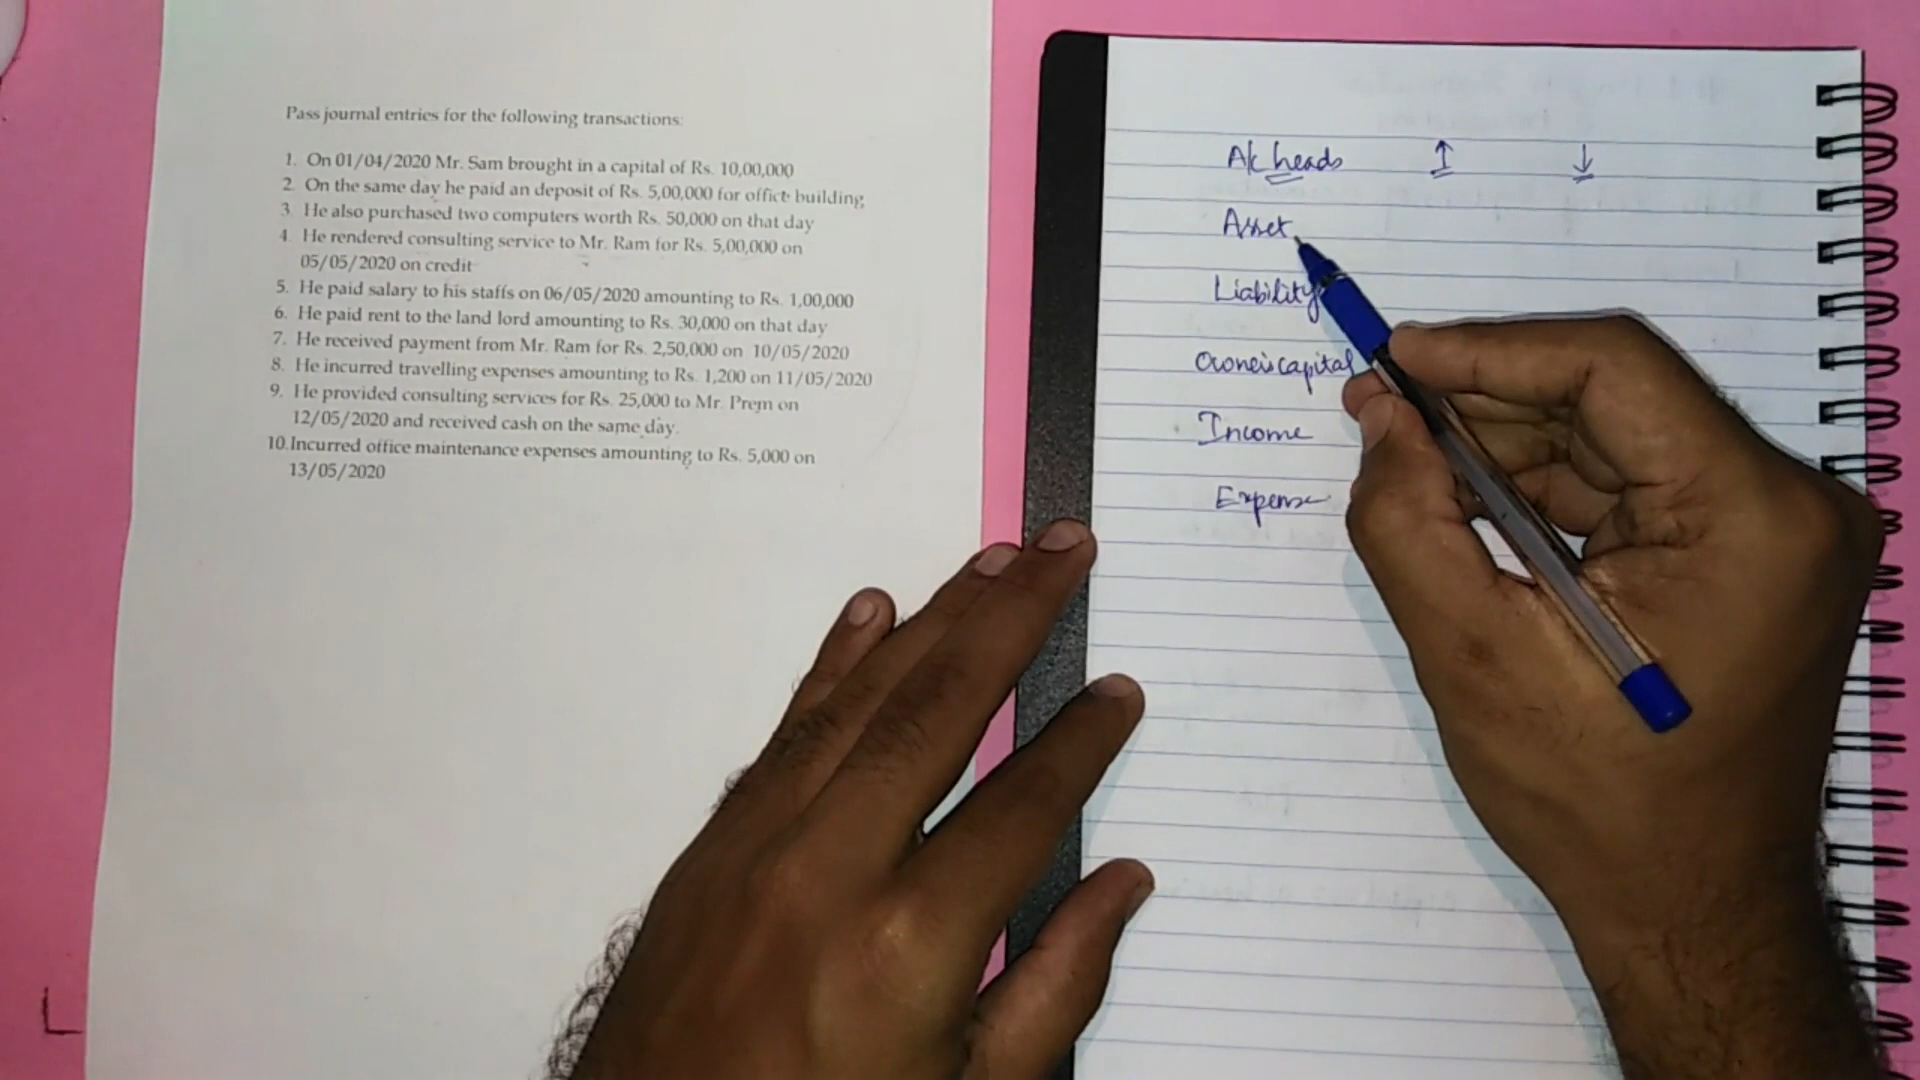 Pass journal entries for the following transactions:
1. On 01/04/2020 Mr. Sam brought in a capital of Rs. 10,00,000
2. On the same day he paid an deposit of Rs. 5,00,000 for office building
3. He also purchased two computers worth Rs. 50,000 on that day
4. He rendered consulting service to Mr. Ram for Rs. 5,00,000 on
05/05/2020 on credit
5. He paid salary to his staffs on 06/05/2020 amounting to Rs. 1,00,000
6. He paid rent to the land lord amounting to Rs. 30,000 on that day
7. He received payment from Mr. Ram for Rs. 2,50,000 on 10/05/2020
8. He incurred travelling expenses amounting to Rs. 1,200 on 11/05/2020
9. He provided consulting services for Rs. 25,000 to Mr. Prem on
12/05/2020 and received cash on the same day.
10. Incurred office maintenance expenses amounting to Rs. 5,000 on
13/05/2020
A/c heads ↑ ↓
Asset
Liability
Owner's capital
Income
Expense